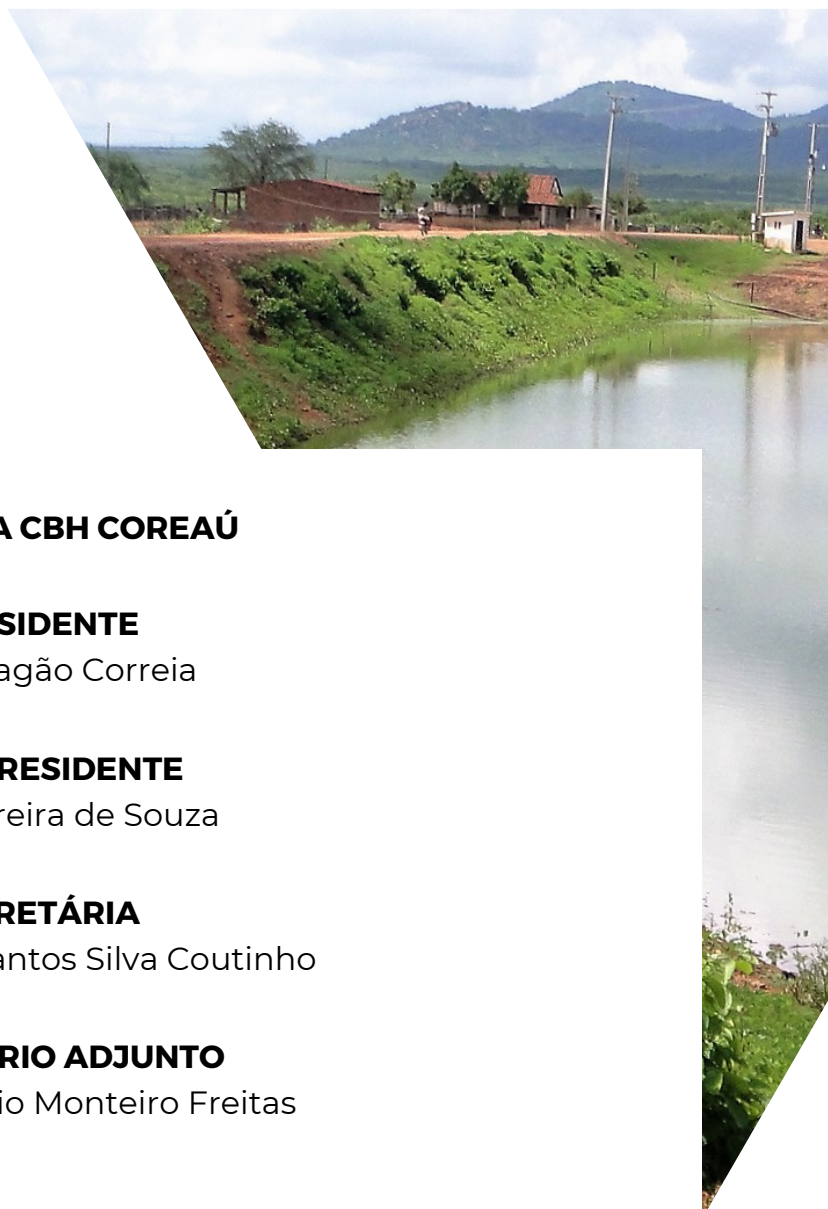 A CBH COREAÚ
SIDENTE
agão Correia
RESIDENTE
reira de Souza
RETÁRIA
antos Silva Coutinho
RIO ADJUNTO
io Monteiro Freitas